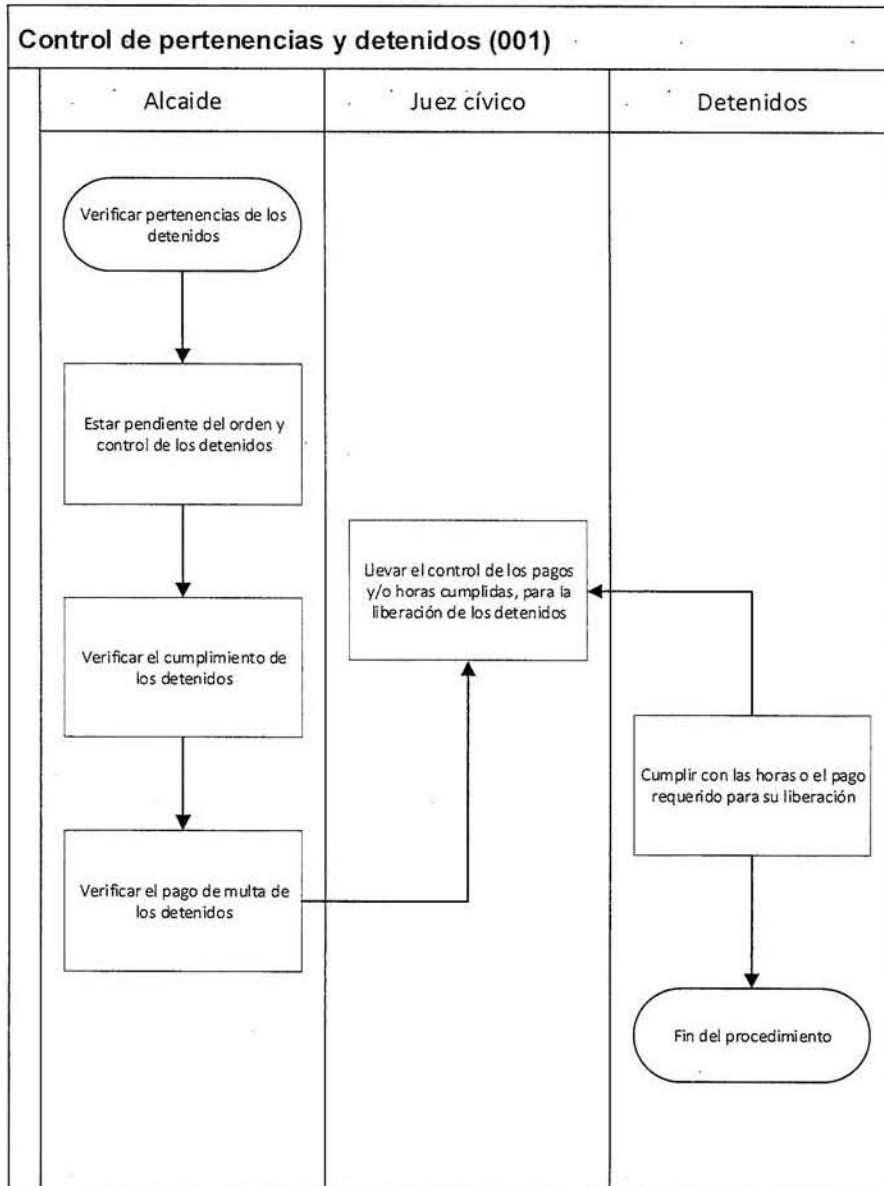 Control de pertenencias y detenidos (001)
Alcaide
Juez cívico
Detenidos
Verificar pertenencias de los
detenidos
Estar pendiente del orden y
control de los detenidos
Verificar el cumplimiento de
los detenidos
Verificar el pago de multa de
los detenidos
Llevar el control de los pagos
y/o horas cumplidas, para la
liberación de los detenidos
Cumplir con las horas o el pago
requerido para su liberación
Fin del procedimiento